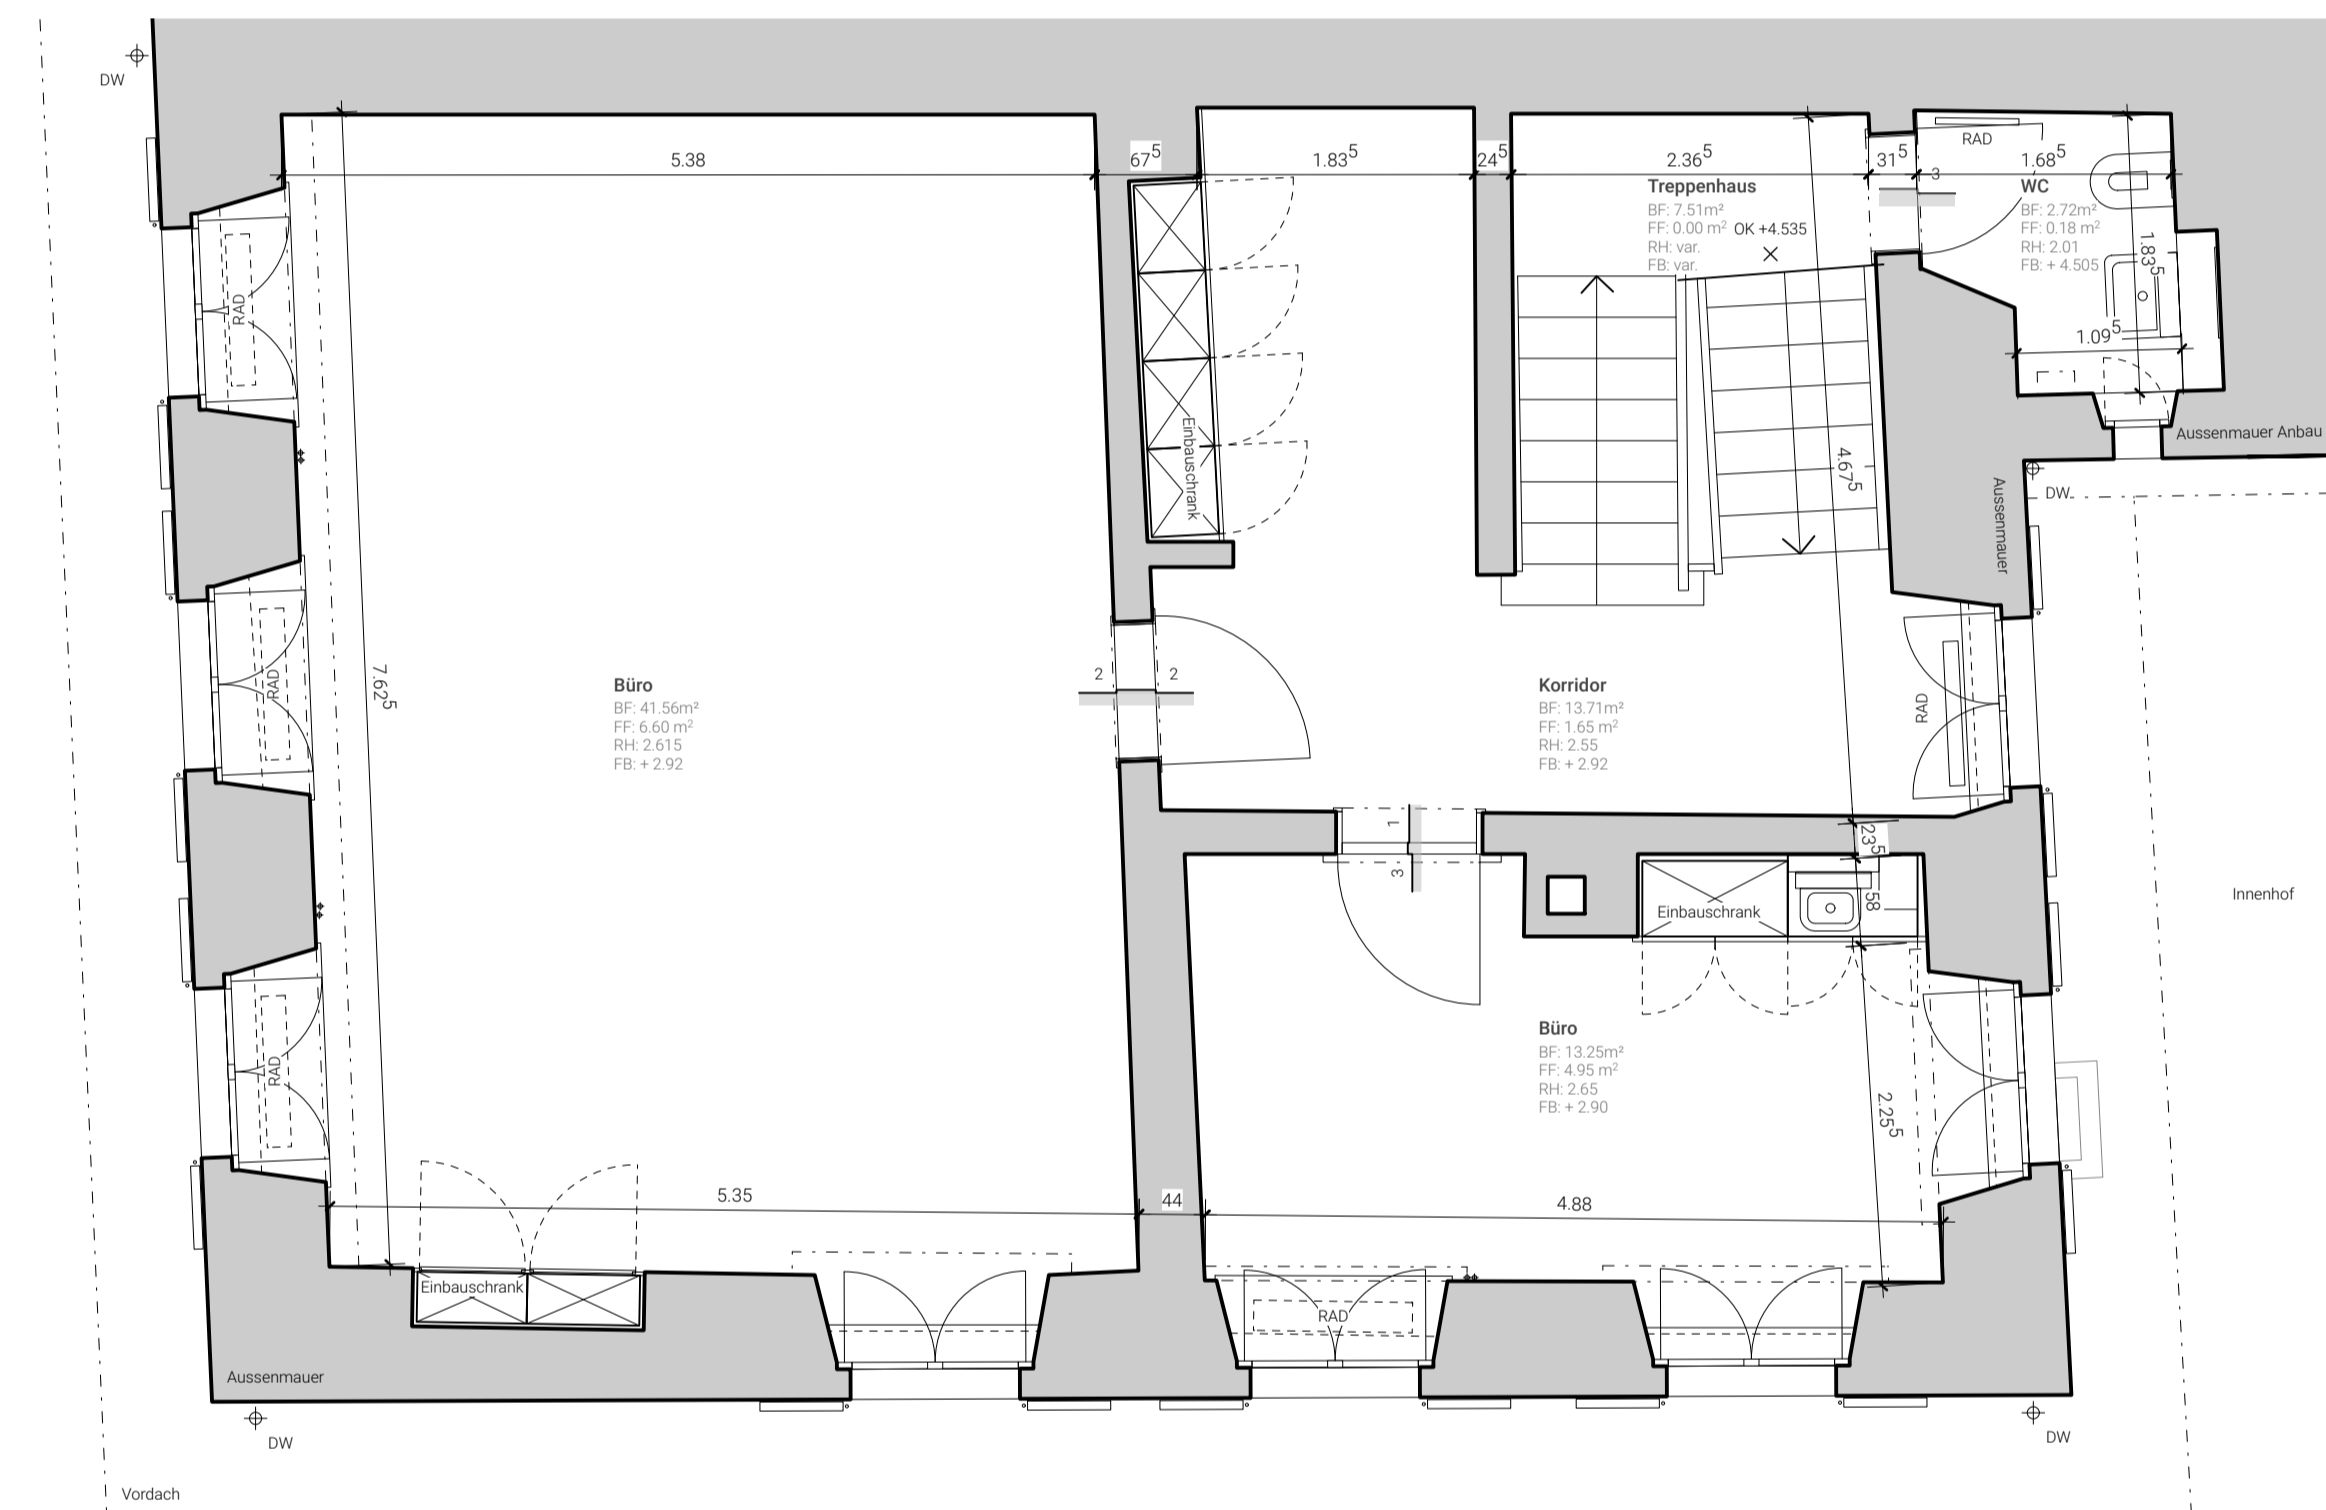 DW
5.38
67⁵
1.83⁵
24⁵
2.36⁵
31⁵
3
1.68⁵
RAD
Treppenhaus
BF: 7.51m²
FF: 0.00 m²
RH: var.
FB: var.
OK +4.535
WC
BF: 2.72m²
FF: 0.18 m²
RH: 2.01
FB: + 4.505
1.83⁵
1.09⁵
RAD
Einbauschrank
4.67⁵
Aussenmauer Anbau
Aussenmauer
DW
RAD
7.62⁵
Büro
BF: 41.56m²
FF: 6.60 m²
RH: 2.615
FB: + 2.92
2
2
Korridor
BF: 13.71m²
FF: 1.65 m²
RH: 2.55
FB: + 2.92
RAD
1
3
23⁵
58
Einbauschrank
Innenhof
Büro
BF: 13.25m²
FF: 4.95 m²
RH: 2.65
FB: + 2.90
RAD
2.25⁵
5.35
44
4.88
Einbauschrank
RAD
Aussenmauer
DW
DW
Vordach